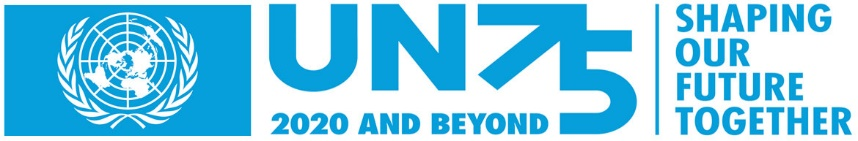 UN75
2020 AND BEYOND
SHAPING
OUR
FUTURE
TOGETHER